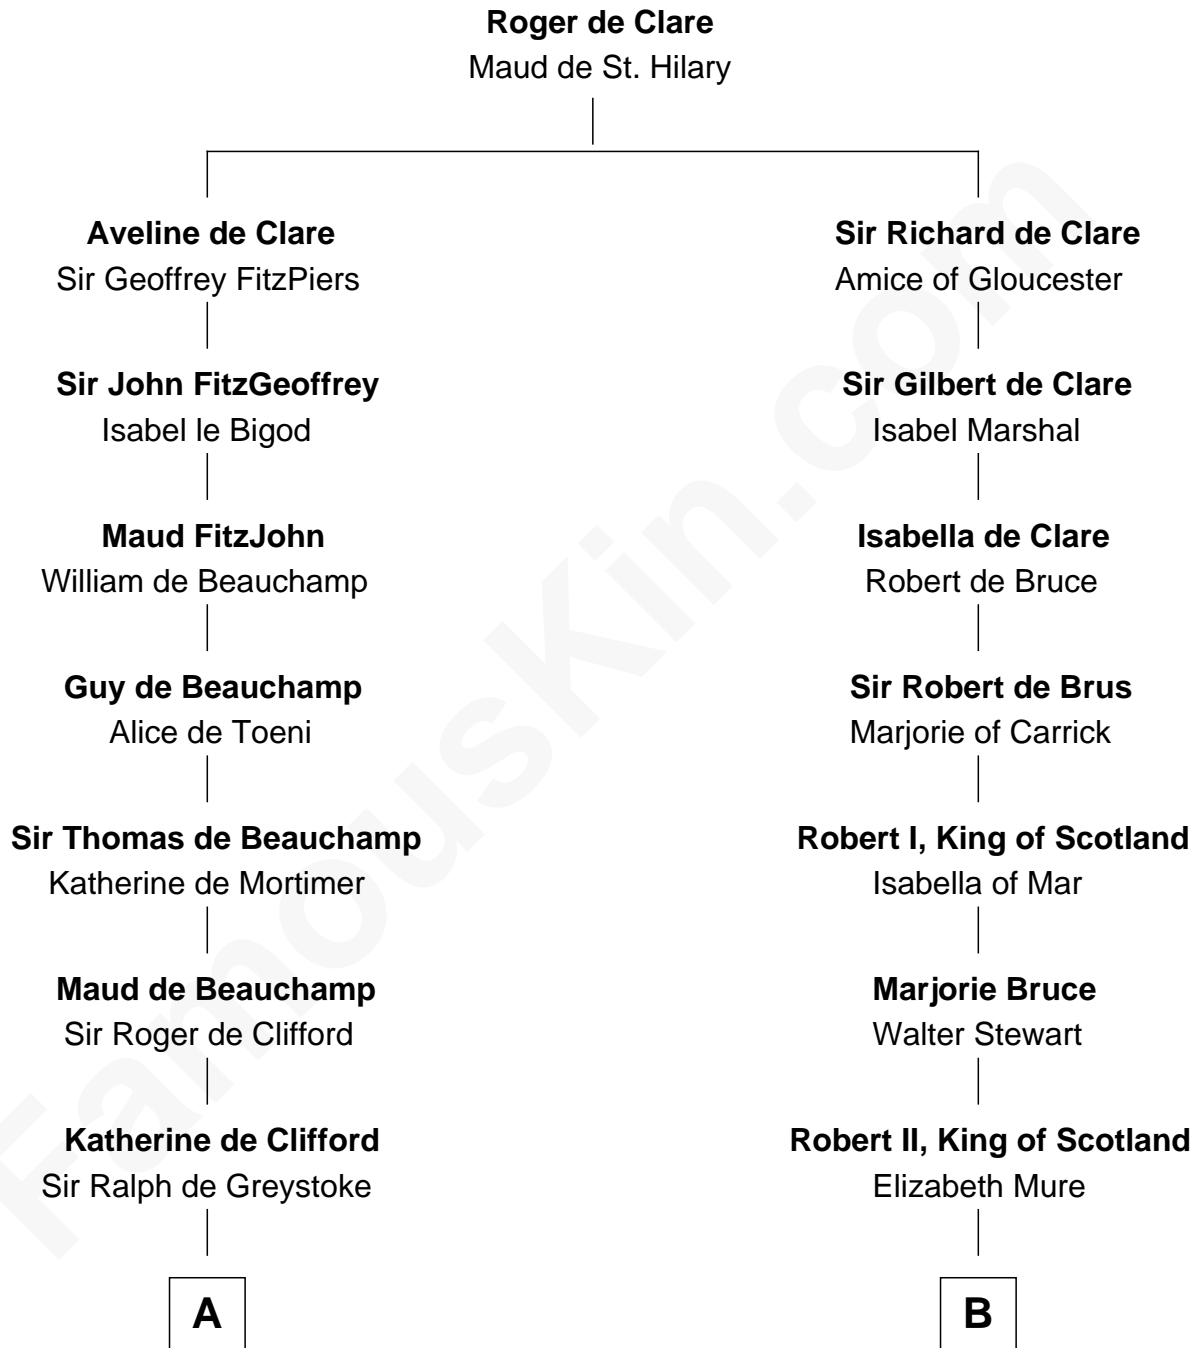 Roger de Clare
Maud de St. Hilary
Aveline de Clare
Sir Geoffrey FitzPiers
Sir Richard de Clare
Amice of Gloucester
Sir John FitzGeoffrey
Isabel le Bigod
Sir Gilbert de Clare
Isabel Marshal
Maud FitzJohn
William de Beauchamp
Isabella de Clare
Robert de Bruce
Guy de Beauchamp
Alice de Toeni
Sir Robert de Brus
Marjorie of Carrick
Sir Thomas de Beauchamp
Katherine de Mortimer
Robert I, King of Scotland
Isabella of Mar
Maud de Beauchamp
Sir Roger de Clifford
Marjorie Bruce
Walter Stewart
Katherine de Clifford
Sir Ralph de Greystoke
Robert II, King of Scotland
Elizabeth Mure
A
B
FamousKin.com